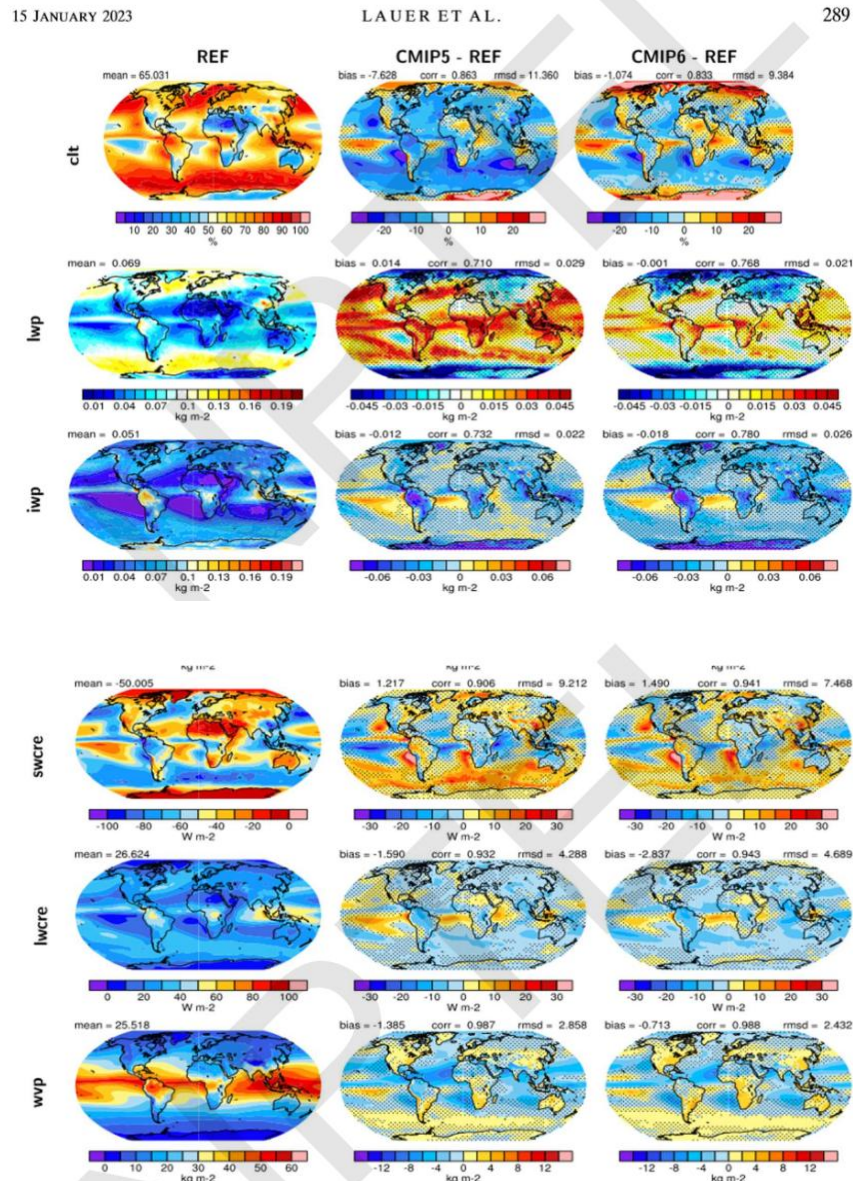 15 JANUARY 2023 LAUER ET AL. 289
REF CMIP5 - REF CMIP6 - REF
mean = 65.031 bias = -7.628 corr = 0.863 rmsd = 11.360 bias = -1.074 corr = 0.833 rmsd = 9.384
clt
10 20 30 40 50 60 70 80 90 100 -20 -10 0 10 20 -20 -10 0 10 20
% % %
mean = 0.069 bias = 0.014 corr = 0.710 rmsd = 0.029 bias = -0.001 corr = 0.768 rmsd = 0.021
lwp
0.01 0.04 0.07 0.1 0.13 0.16 0.19 -0.045 -0.03 -0.015 0 0.015 0.03 0.045 -0.045 -0.03 -0.015 0 0.015 0.03 0.045
kg m-2 kg m-2 kg m-2
mean = 0.051 bias = -0.012 corr = 0.732 rmsd = 0.022 bias = -0.018 corr = 0.780 rmsd = 0.026
iwp
0.01 0.04 0.07 0.1 0.13 0.16 0.19 -0.06 -0.03 0 0.03 0.06 -0.06 -0.03 0 0.03 0.06
kg m-2 kg m-2 kg m-2
kg m-2 kg m-2 kg m-2
mean = -50.005 bias = 1.217 corr = 0.906 rmsd = 9.212 bias = 1.490 corr = 0.941 rmsd = 7.468
swcre
-100 -80 -60 -40 -20 0 -30 -20 -10 0 10 20 30 -30 -20 -10 0 10 20 30
W m-2 W m-2 W m-2
mean = 26.624 bias = -1.590 corr = 0.932 rmsd = 4.288 bias = -2.837 corr = 0.943 rmsd = 4.689
lwcre
0 20 40 60 80 100 -30 -20 -10 0 10 20 30 -30 -20 -10 0 10 20 30
W m-2 W m-2 W m-2
mean = 25.518 bias = -1.385 corr = 0.987 rmsd = 2.858 bias = -0.713 corr = 0.988 rmsd = 2.432
wvp
0 10 20 30 40 50 60 -12 -8 -4 0 4 8 12 -12 -8 -4 0 4 8 12
kg m-2 kg m-2 kg m-2